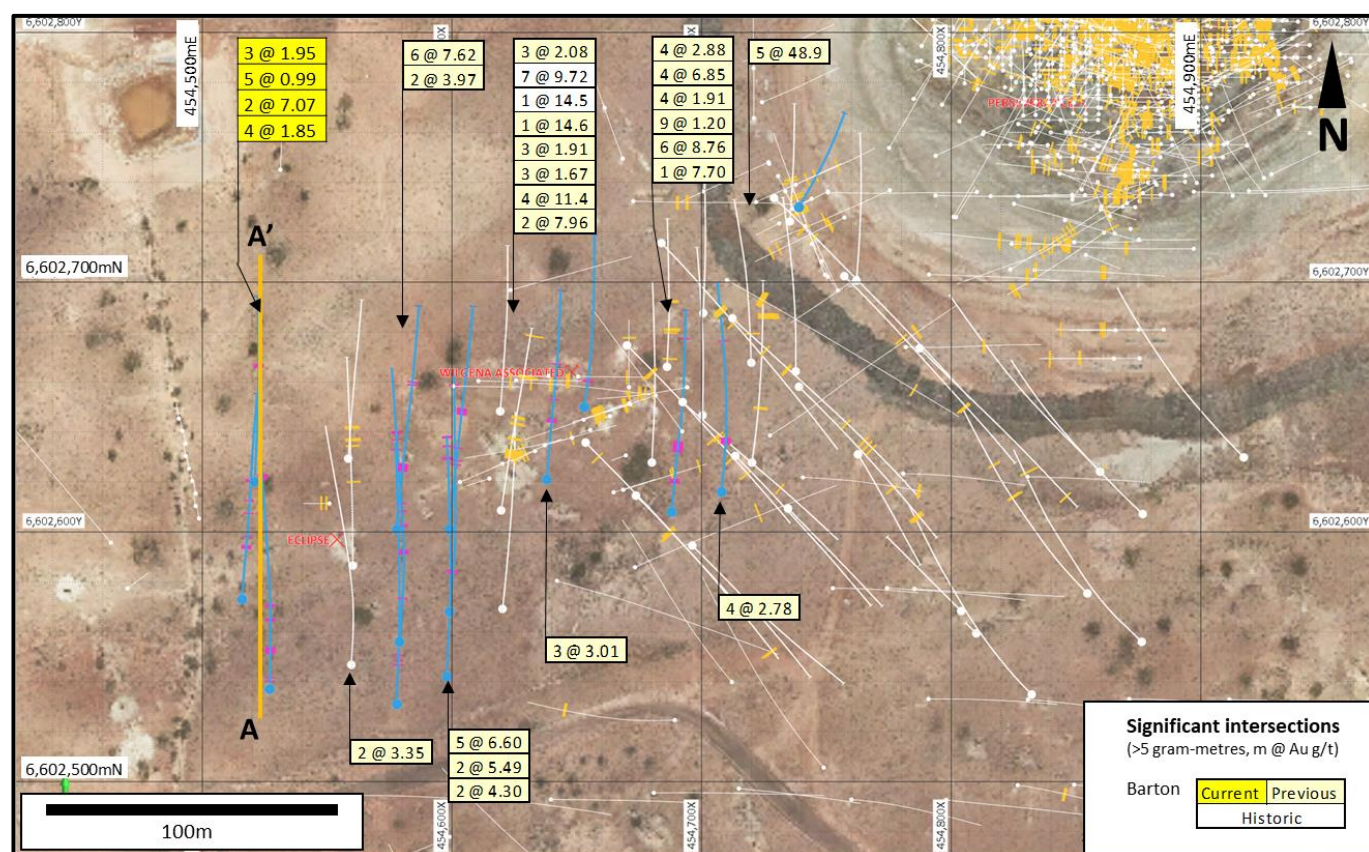 6,602,800Y
6,602,800Y
454,500mE
454,800X
454,900mE
3 @ 1.95
5 @ 0.99
2 @ 7.07
4 @ 1.85
6 @ 7.62
2 @ 3.97
3 @ 2.08
7 @ 9.72
1 @ 14.5
1 @ 14.6
3 @ 1.91
3 @ 1.67
4 @ 11.4
2 @ 7.96
4 @ 2.88
4 @ 6.85
4 @ 1.91
9 @ 1.20
6 @ 8.76
1 @ 7.70
5 @ 48.9
N
A'
6,602,700mN
6,602,700Y
WILGENA ASSOCIATED
6,602,600Y
6,602,600Y
ECLIPSE
4 @ 2.78
3 @ 3.01
A
2 @ 3.35
5 @ 6.60
2 @ 5.49
2 @ 4.30
6,602,500mN
454,600X
454,700X
454,800X
100m
Significant intersections
(>5 gram-metres, m @ Au g/t)
Barton
Current Previous
Historic